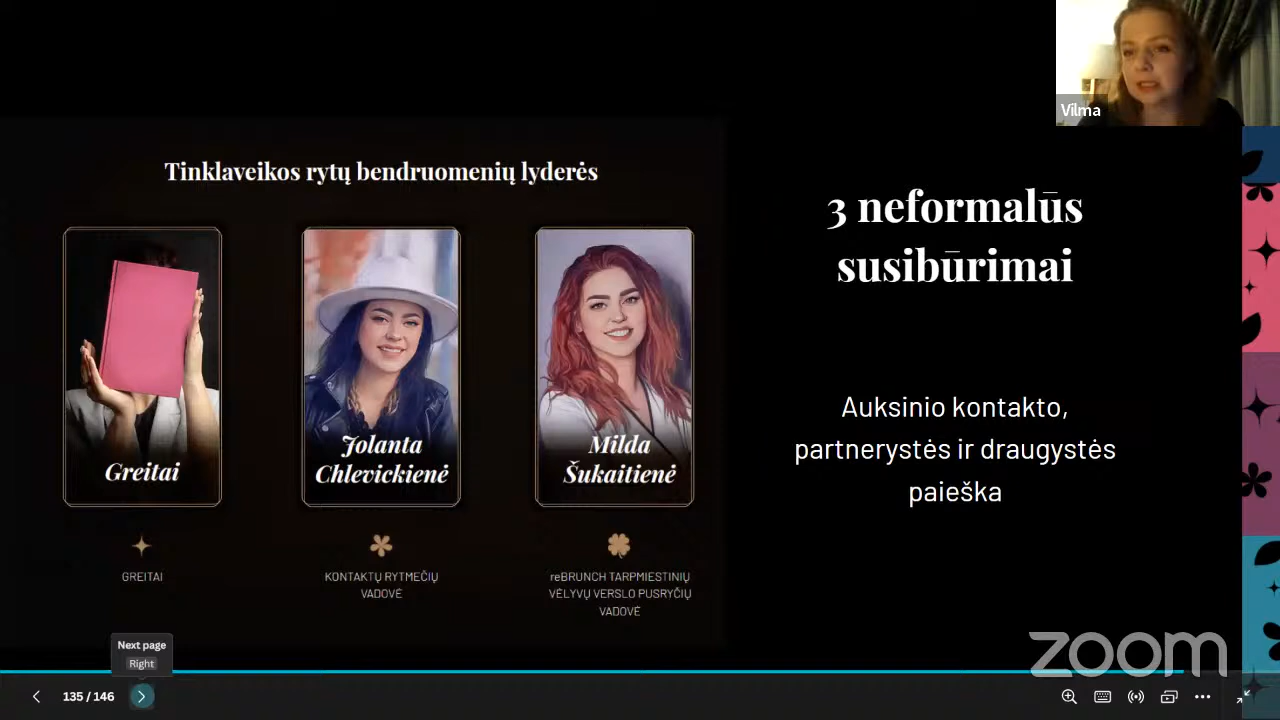 Vilma
Tinklaveikos rytų bendruomenių lyderės
3 neformalūs
susibūrimai
Auksinio kontakto,
partnerystės ir draugystės
paieška
Greitai
Jolanta
Chlevickienė
Milda
Šukaitienė
GREITAI
KONTAKTŲ RYTMEČIŲ
VADOVĖ
reBRUNCH TARPMIESTINIŲ
VĖLYVŲ VERSLO PUSRYČIŲ
VADOVĖ
Next page
Right
135 / 146
zoom